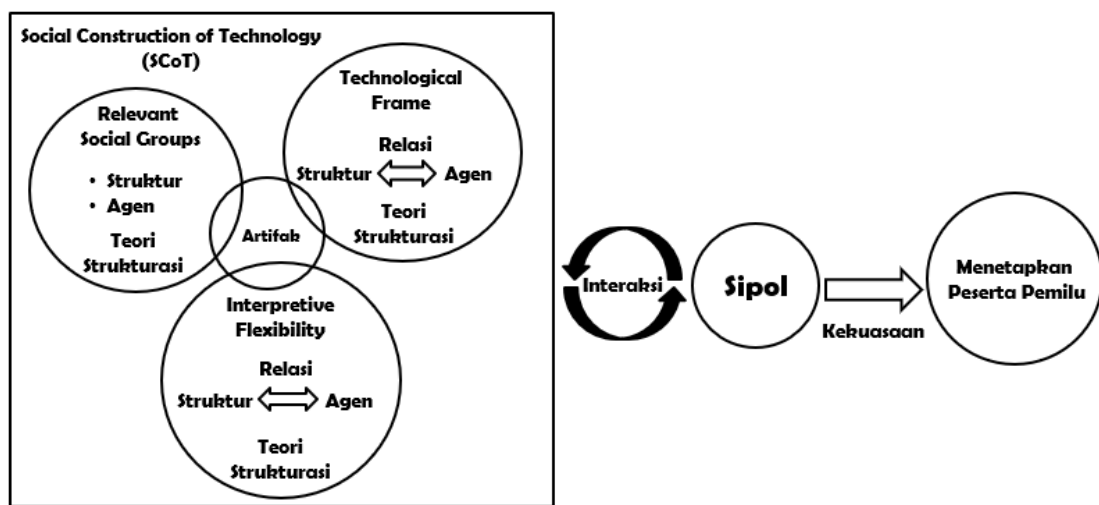 Social Construction of Technology
(SCoT)
Relevant
Social Groups
• Struktur
• Agen
Teori
Strukturasi
Technological
Frame
Relasi
Struktur Agen
Teori
Strukturasi
Artifak
Interpretive
Flexibility
Relasi
Struktur Agen
Teori
Strukturasi
Interaksi
Sipol
Kekuasaan
Menetapkan
Peserta Pemilu